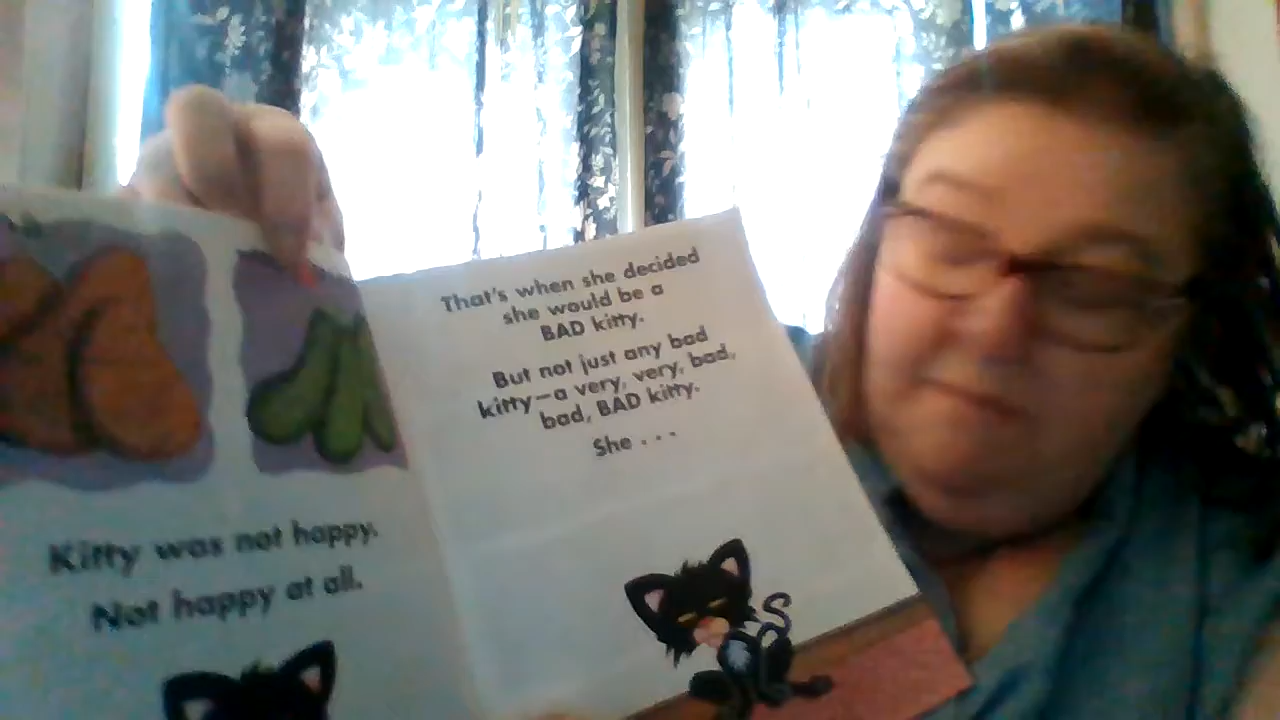 Kitty was not happy.
Not happy at all.
That's when she decided
she would be a
BAD kitty.
But not just any bad
kitty—a very, very, bad,
bad, BAD kitty.
She . . .